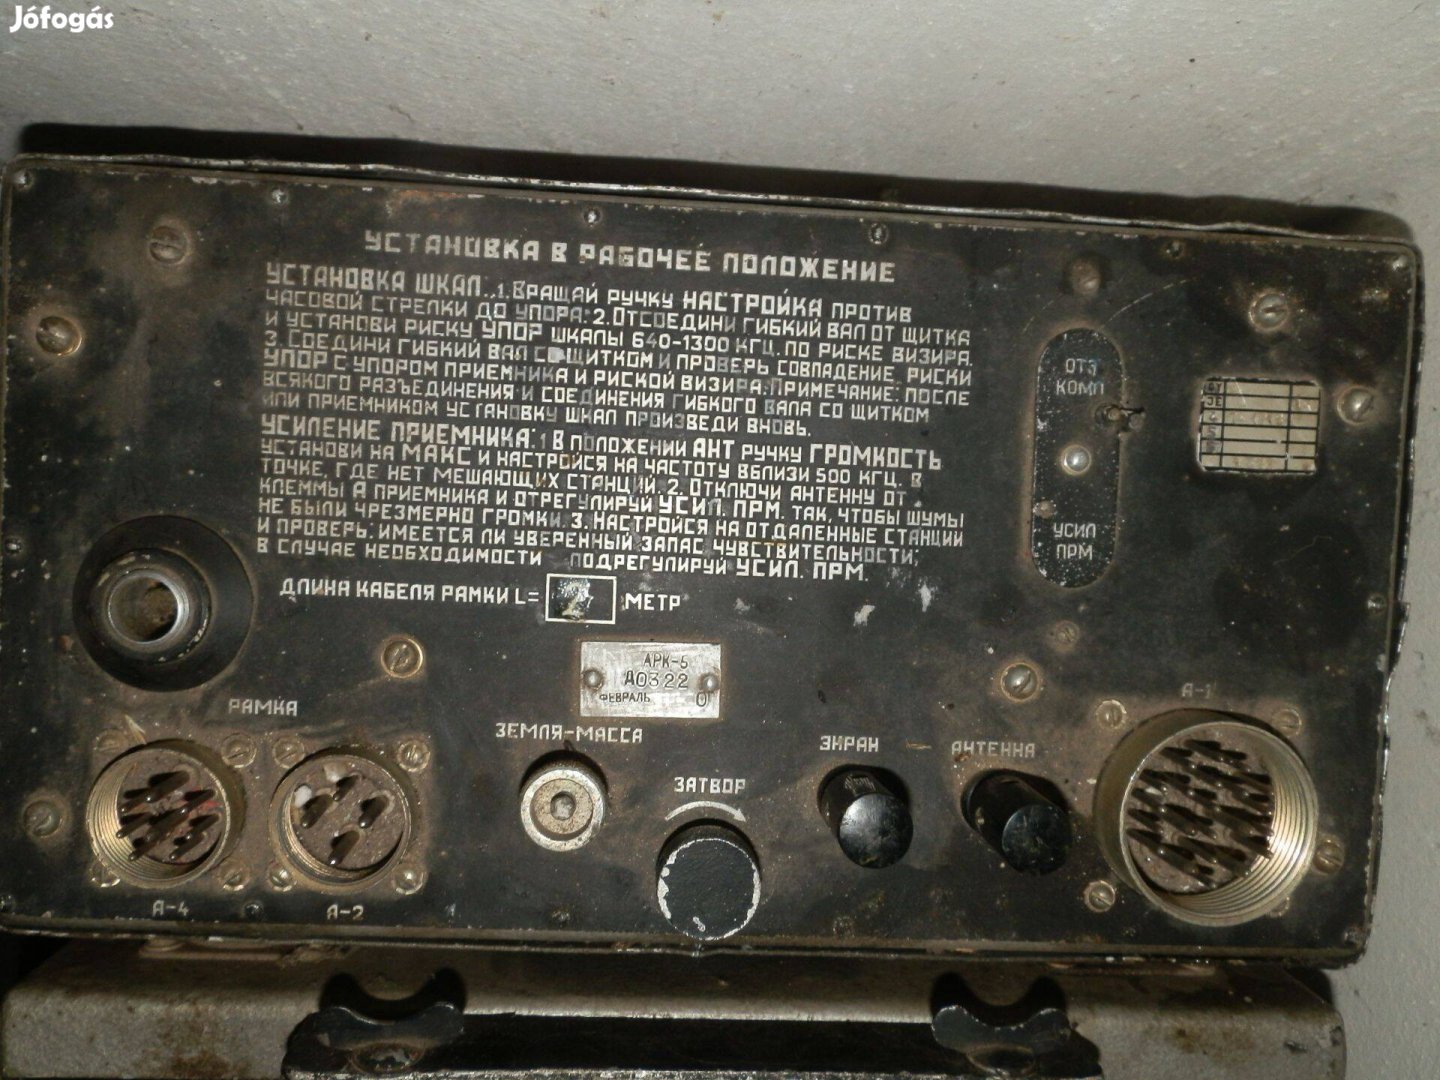 Jófogás
УСТАНОВКА В РАБОЧЕЕ ПОЛОЖЕНИЕ
УСТАНОВКА ШКАЛ. 1. ВРАЩАЙ РУЧКУ НАСТРОЙКА ПРОТИВ
ЧАСОВОЙ СТРЕЛКИ ДО УПОРА: 2. ОТСОЕДИНИ ГИБКИЙ ВАЛ ОТ ЩИТКА
И УСТАНОВИ РИСКУ УПОР ШКАЛЫ 640-1300 КГЦ. ПО РИСКЕ ВИЗИРА.
3. СОЕДИНИ ГИБКИЙ ВАЛ СО ЩИТКОМ И ПРОВЕРЬ СОВПАДЕНИЕ РИСКИ
УПОР С УПОРОМ ПРИЕМНИКА И РИСКОЙ ВИЗИРА. ПРИМЕЧАНИЕ: ПОСЛЕ
ВСЯКОГО РАЗЪЕДИНЕНИЯ И СОЕДИНЕНИЯ ГИБКОГО ВАЛА СО ЩИТКОМ
ИЛИ ПРИЕМНИКОМ УСТАНОВКУ ШКАЛ ПРОИЗВЕДИ ВНОВЬ.
УСИЛЕНИЕ ПРИЕМНИКА: 1 В ПОЛОЖЕНИИ АНТ РУЧКУ ГРОМКОСТЬ
УСТАНОВИ НА МАКС И НАСТРОЙСЯ НА ЧАСТОТУ ВБЛИЗИ 500 КГЦ. В
ТОЧКЕ, ГДЕ НЕТ МЕШАЮЩИХ СТАНЦИЙ. 2. ОТКЛЮЧИ АНТЕННУ ОТ
КЛЕММЫ А ПРИЕМНИКА И ОТРЕГУЛИРУЙ УСИЛ. ПРМ. ТАК, ЧТОБЫ ШУМЫ
НЕ БЫЛИ ЧРЕЗМЕРНО ГРОМКИ. 3. НАСТРОЙСЯ НА ОТДАЛЕННЫЕ СТАНЦИИ
И ПРОВЕРЬ: ИМЕЕТСЯ ЛИ УВЕРЕННЫЙ ЗАПАС ЧУВСТВИТЕЛЬНОСТИ;
В СЛУЧАЕ НЕОБХОДИМОСТИ ПОДРЕГУЛИРУЙ УСИЛ. ПРМ.
ДЛИНА КАБЕЛЯ РАМКИ L= МЕТР
ОТЗ
КОМП
УСИЛ
ПРМ
АРК-5
Д0322
ФЕВРАЛЬ
РАМКА
ЗЕМЛЯ-МАССА
ЗАТВОР
ЭКРАН
АНТЕННА
А-1
А-4
А-2